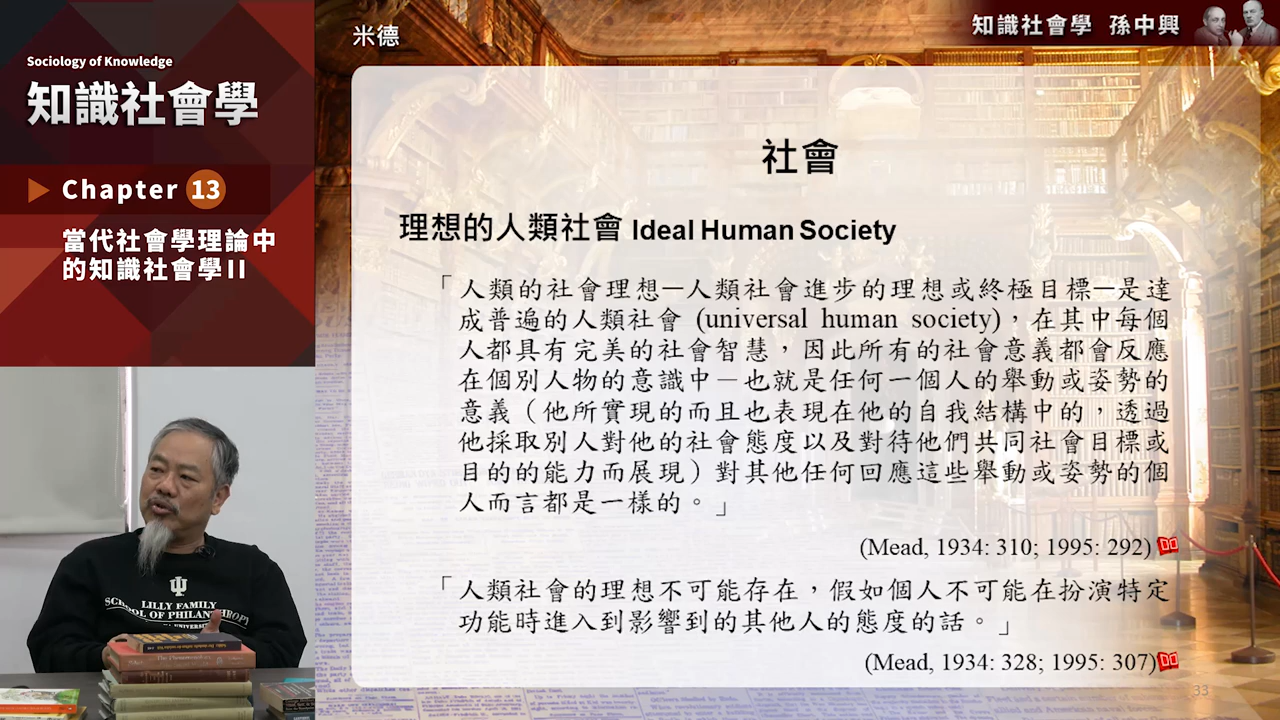 Sociology of Knowledge
知識社會學
Chapter 13
當代社會學理論中
的知識社會學 II
米德
知識社會學 孫中興
社會
理想的人類社會 Ideal Human Society
「人類的社會理想—人類社會進步的理想或終極目標—是達
成普遍的人類社會 (universal human society)，在其中每個
人都具有完美的社會智慧，因此所有的社會意義都會反應
在個別人物的意識中－也就是任何一個人的舉動或姿勢的
意義（他所實現的而且也表現在他的自我結構中的，透過
他採取別人對他的社會態度以及對待他們共同社會目標或
目的的能力而展現）對其他任何回應這些舉動或姿勢的個
人而言都是一樣的。」
(Mead, 1934: 310; 1995: 292)
「人類社會的理想不可能存在，假如個人不可能在扮演特定
功能時進入到影響到的其他人的態度的話。」
(Mead, 1934: 328; 1995: 307)
33
LILLY FAMILY
SCHOOL OF PHILANTHROPY